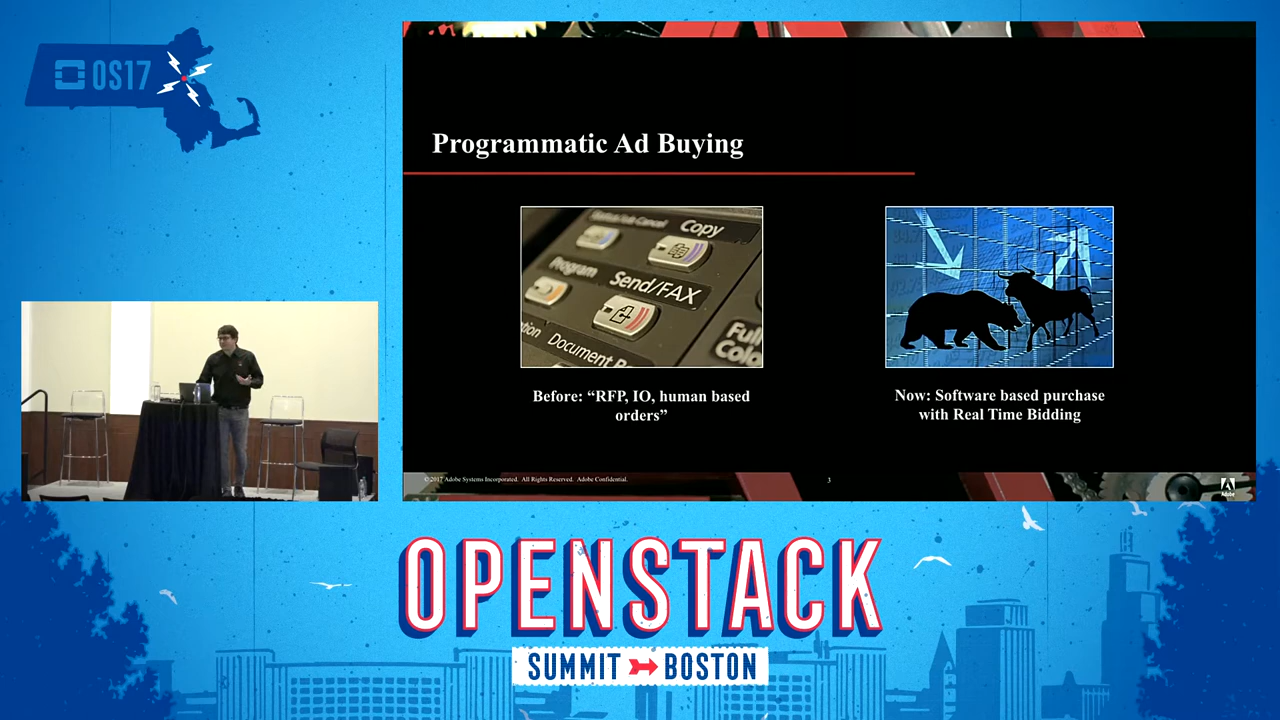 OS17
Programmatic Ad Buying
Copy
Program
Send/FAX
Document
Before: “RFP, IO, human based
orders”
Now: Software based purchase
with Real Time Bidding
©2017 Adobe Systems Incorporated. All Rights Reserved. Adobe Confidential.
3
Adobe
OPENSTACK
SUMMIT BOSTON